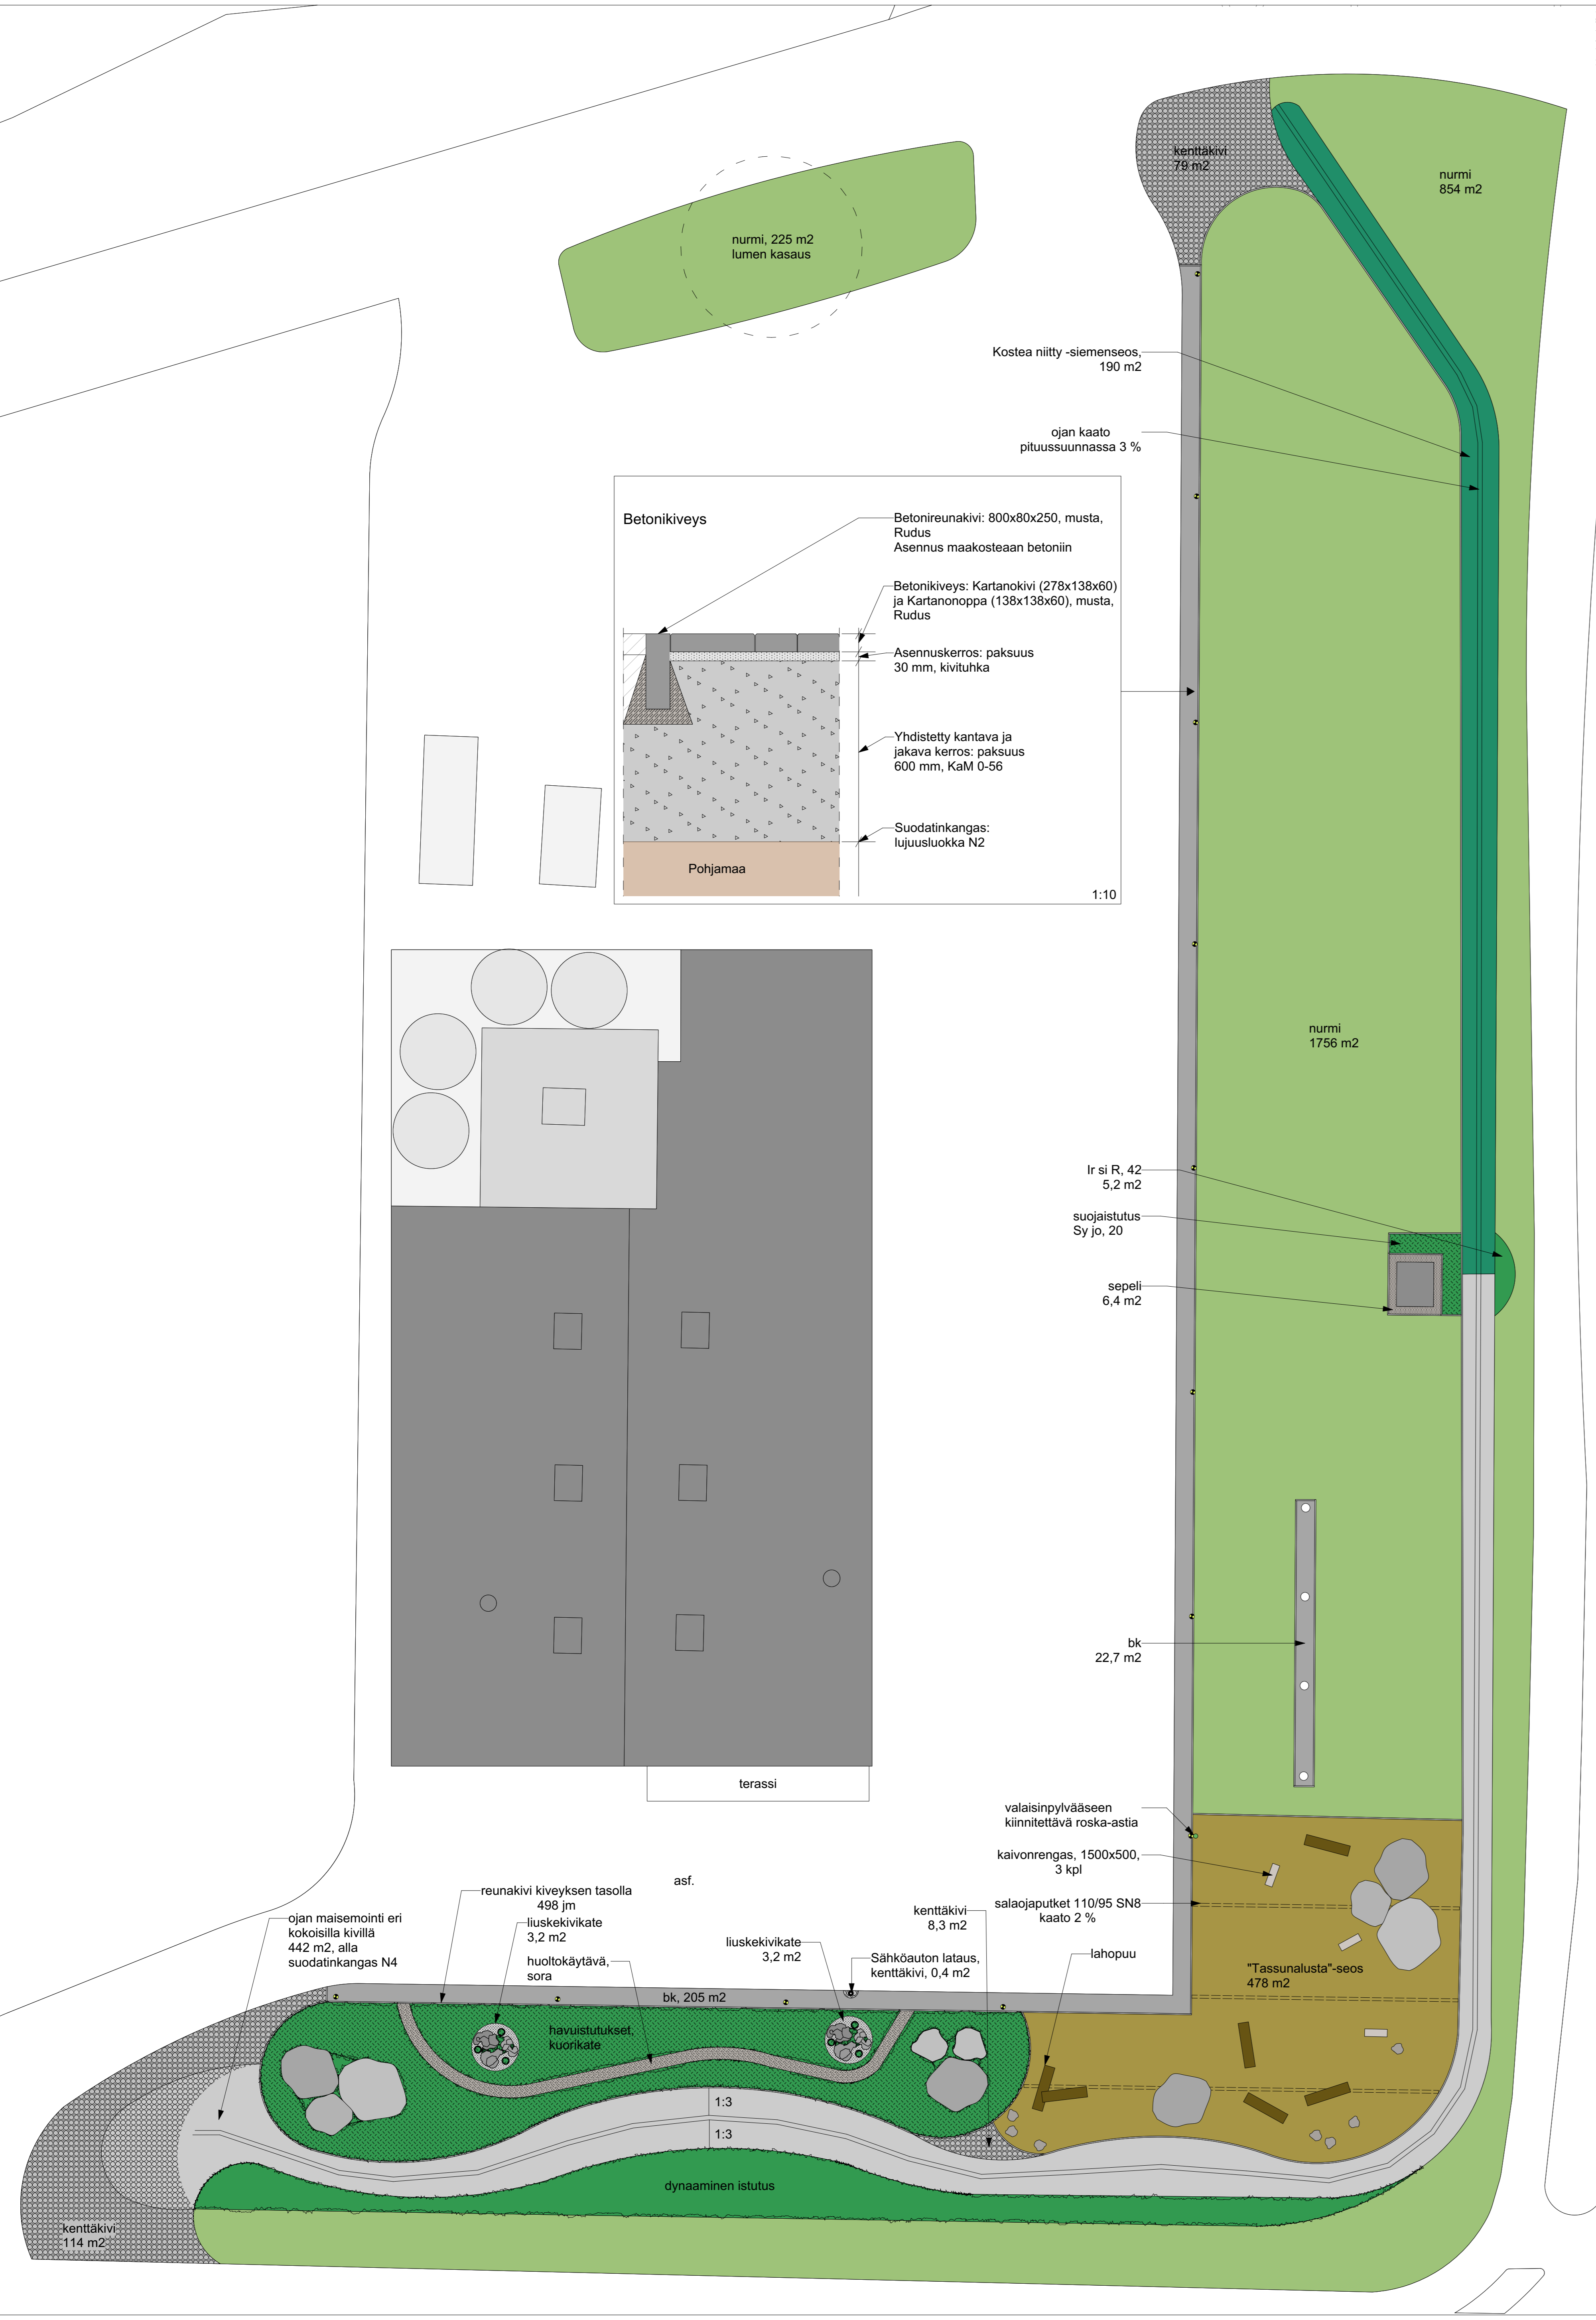 kenttäkivi
79 m2
nurmi
854 m2
nurmi, 225 m2
lumen kasaus
Kostea niitty -siemenseos,
190 m2
ojan kaato
pituussuunnassa 3 %
Betonikiveys
Betonireunakivi: 800x80x250, musta,
Rudus
Asennus maakosteaan betoniin
Betonikiveys: Kartanokivi (278x138x60)
ja Kartanonoppa (138x138x60), musta,
Rudus
Asennuskerros: paksuus
30 mm, kivituhka
Yhdistetty kantava ja
jakava kerros: paksuus
600 mm, KaM 0-56
Suodatinkangas:
lujuusluokka N2
Pohjamaa
1:10
nurmi
1756 m2
Ir si R, 42
5,2 m2
suojaistutus
Sy jo, 20
sepeli
6,4 m2
bk
22,7 m2
terassi
valaisinpylvääseen
kiinnitettävä roska-astia
kaivonrengas, 1500x500,
3 kpl
salaojaputket 110/95 SN8
kaato 2 %
asf.
reunakivi kiveyksen tasolla
498 jm
liuskekivikate
3,2 m2
huoltokäytävä,
sora
ojan maisemointi eri
kokoisilla kivillä
442 m2, alla
suodatinkangas N4
liuskekivikate
3,2 m2
kenttäkivi
8,3 m2
Sähköauton lataus,
kenttäkivi, 0,4 m2
lahopuu
"Tassunalusta"-seos
478 m2
bk, 205 m2
havuistutukset,
kuorikate
1:3
1:3
dynaaminen istutus
kenttäkivi
114 m2